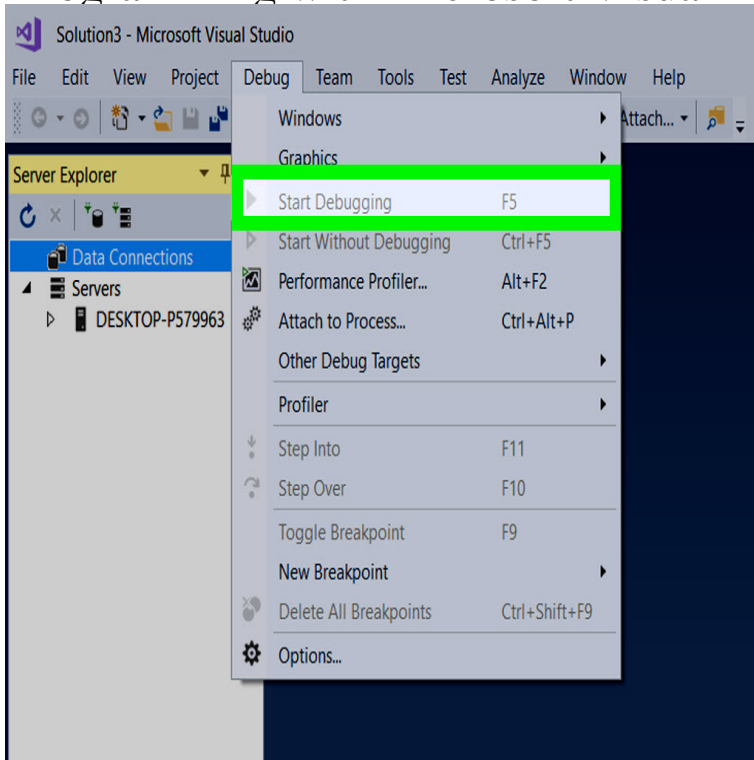 Solution3 - Microsoft Visual Studio
File Edit View Project Debug Team Tools Test Analyze Window Help
Attach...
Server Explorer
Data Connections
Servers
DESKTOP-P579963
Windows
Graphics
Start Debugging F5
Start Without Debugging Ctrl+F5
Performance Profiler... Alt+F2
Attach to Process... Ctrl+Alt+P
Other Debug Targets
Profiler
Step Into F11
Step Over F10
Toggle Breakpoint F9
New Breakpoint
Delete All Breakpoints Ctrl+Shift+F9
Options...